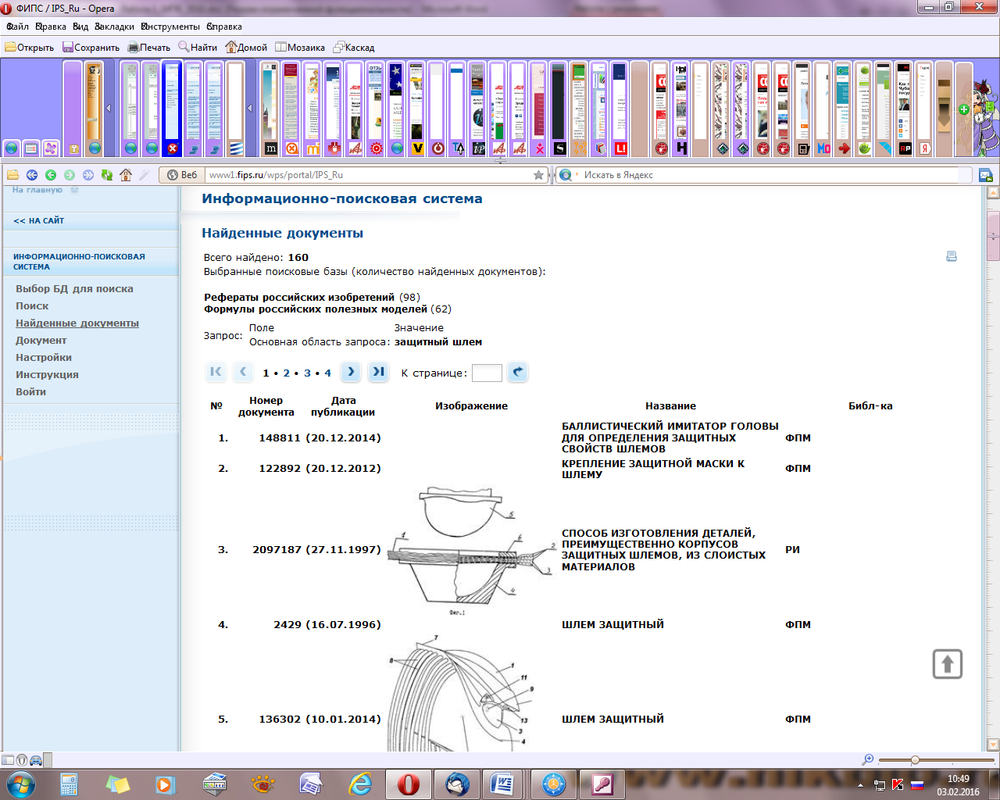 ФИПС / IPS_Ru - Opera
Файл Правка Вид Закладки Инструменты Справка
Открыть Сохранить Печать Найти Домой Мозаика Каскад
Веб www1.fips.ru/wps/portal/IPS_Ru Искать в Яндекс
На главную
<< НА САЙТ
ИНФОРМАЦИОННО-ПОИСКОВАЯ
СИСТЕМА
Выбор БД для поиска
Поиск
Найденные документы
Документ
Настройки
Инструкция
Войти
Информационно-поисковая система
Найденные документы
Всего найдено: 160
Выбранные поисковые базы (количество найденных документов):
Рефераты российских изобретений (98)
Формулы российских полезных моделей (62)
Запрос: Поле Значение
Основная область запроса: защитный шлем
1 • 2 • 3 • 4 К странице:
№ Номер документа Дата публикации Изображение Название Библ-ка
1. 148811 (20.12.2014) БАЛЛИСТИЧЕСКИЙ ИМИТАТОР ГОЛОВЫ
ДЛЯ ОПРЕДЕЛЕНИЯ ЗАЩИТНЫХ
СВОЙСТВ ШЛЕМОВ ФПМ
2. 122892 (20.12.2012) КРЕПЛЕНИЕ ЗАЩИТНОЙ МАСКИ К
ШЛЕМУ ФПМ
3. 2097187 (27.11.1997) СПОСОБ ИЗГОТОВЛЕНИЯ ДЕТАЛЕЙ,
ПРЕИМУЩЕСТВЕННО КОРПУСОВ
ЗАЩИТНЫХ ШЛЕМОВ, ИЗ СЛОИСТЫХ
МАТЕРИАЛОВ РИ
1 5 6 2 3 4
Фиг.1
4. 2429 (16.07.1996) ШЛЕМ ЗАЩИТНЫЙ ФПМ
5. 136302 (10.01.2014) ШЛЕМ ЗАЩИТНЫЙ ФПМ
7 8 1 11 9 13 3 4
10:49
03.02.2016